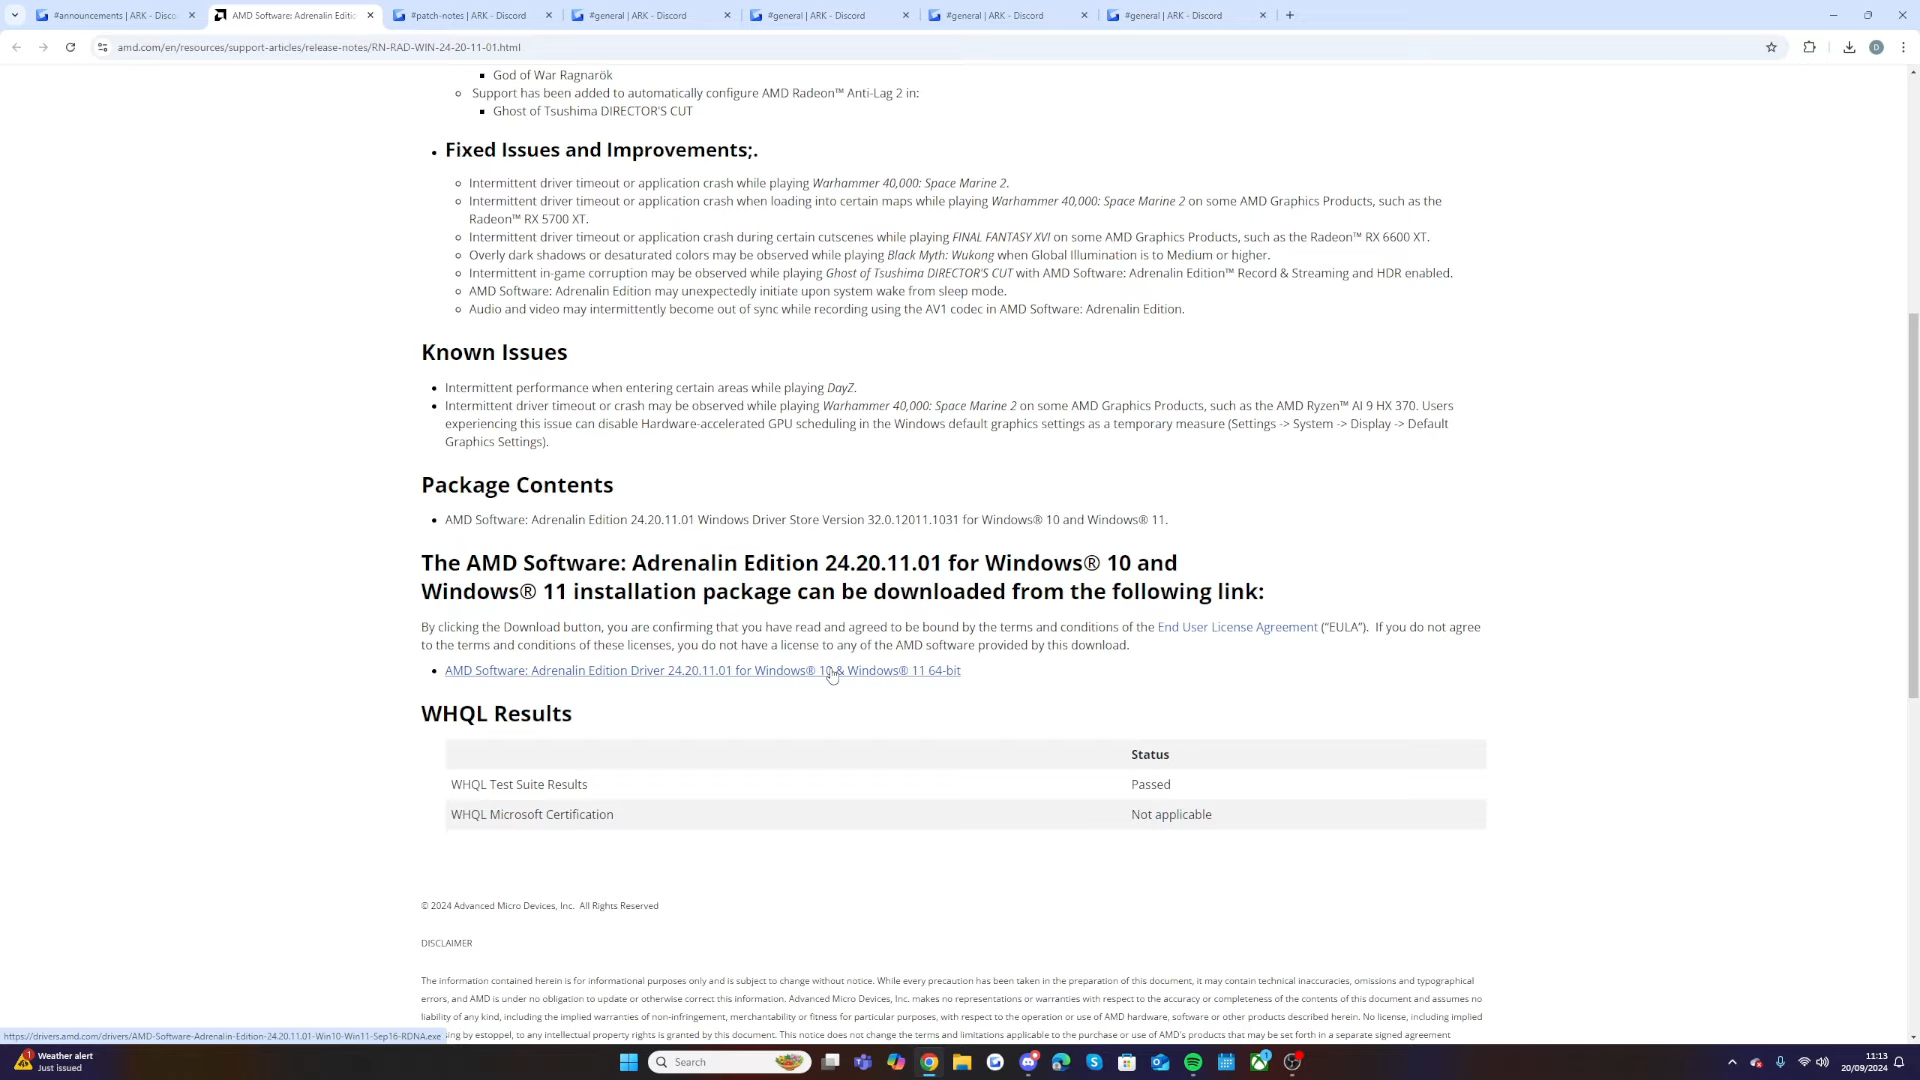 #announcements | ARK - Disco
AMD Software: Adrenalin Editio
#patch-notes | ARK - Discord
#general | ARK - Discord
#general | ARK - Discord
#general | ARK - Discord
#general | ARK - Discord
amd.com/en/resources/support-articles/release-notes/RN-RAD-WIN-24-20-11-01.html
D
God of War Ragnarök
Support has been added to automatically configure AMD Radeon™ Anti-Lag 2 in:
Ghost of Tsushima DIRECTOR'S CUT
Fixed Issues and Improvements;.
Intermittent driver timeout or application crash while playing Warhammer 40,000: Space Marine 2.
Intermittent driver timeout or application crash when loading into certain maps while playing Warhammer 40,000: Space Marine 2 on some AMD Graphics Products, such as the
Radeon™ RX 5700 XT.
Intermittent driver timeout or application crash during certain cutscenes while playing FINAL FANTASY XVI on some AMD Graphics Products, such as the Radeon™ RX 6600 XT.
Overly dark shadows or desaturated colors may be observed while playing Black Myth: Wukong when Global Illumination is to Medium or higher.
Intermittent in-game corruption may be observed while playing Ghost of Tsushima DIRECTOR'S CUT with AMD Software: Adrenalin Edition™ Record & Streaming and HDR enabled.
AMD Software: Adrenalin Edition may unexpectedly initiate upon system wake from sleep mode.
Audio and video may intermittently become out of sync while recording using the AV1 codec in AMD Software: Adrenalin Edition.
Known Issues
Intermittent performance when entering certain areas while playing DayZ.
Intermittent driver timeout or crash may be observed while playing Warhammer 40,000: Space Marine 2 on some AMD Graphics Products, such as the AMD Ryzen™ AI 9 HX 370. Users
experiencing this issue can disable Hardware-accelerated GPU scheduling in the Windows default graphics settings as a temporary measure (Settings -> System -> Display -> Default
Graphics Settings).
Package Contents
AMD Software: Adrenalin Edition 24.20.11.01 Windows Driver Store Version 32.0.12011.1031 for Windows® 10 and Windows® 11.
The AMD Software: Adrenalin Edition 24.20.11.01 for Windows® 10 and
Windows® 11 installation package can be downloaded from the following link:
By clicking the Download button, you are confirming that you have read and agreed to be bound by the terms and conditions of the End User License Agreement (“EULA”). If you do not agree
to the terms and conditions of these licenses, you do not have a license to any of the AMD software provided by this download.
AMD Software: Adrenalin Edition Driver 24.20.11.01 for Windows® 10 & Windows® 11 64-bit
WHQL Results
Status
WHQL Test Suite Results Passed
WHQL Microsoft Certification Not applicable
© 2024 Advanced Micro Devices, Inc. All Rights Reserved
DISCLAIMER
The information contained herein is for informational purposes only and is subject to change without notice. While every precaution has been taken in the preparation of this document, it may contain technical inaccuracies, omissions and typographical
errors, and AMD is under no obligation to update or otherwise correct this information. Advanced Micro Devices, Inc. makes no representations or warranties with respect to the accuracy or completeness of the contents of this document and assumes no
liability of any kind, including the implied warranties of non-infringement, merchantability or fitness for particular purposes, with respect to the operation or use of AMD hardware, software or other products described herein. No license, including implied
ing by estoppel, to any intellectual property rights is granted by this document. This notice does not change the terms and limitations applicable to the purchase or use of AMD's products that may be set forth in a separate signed agreement
https://drivers.amd.com/drivers/AMD-Software-Adrenalin-Edition-24.20.11.01-Win10-Win11-Sep16-RDNA.exe
Weather alert
Just issued
Search
11:13
20/09/2024